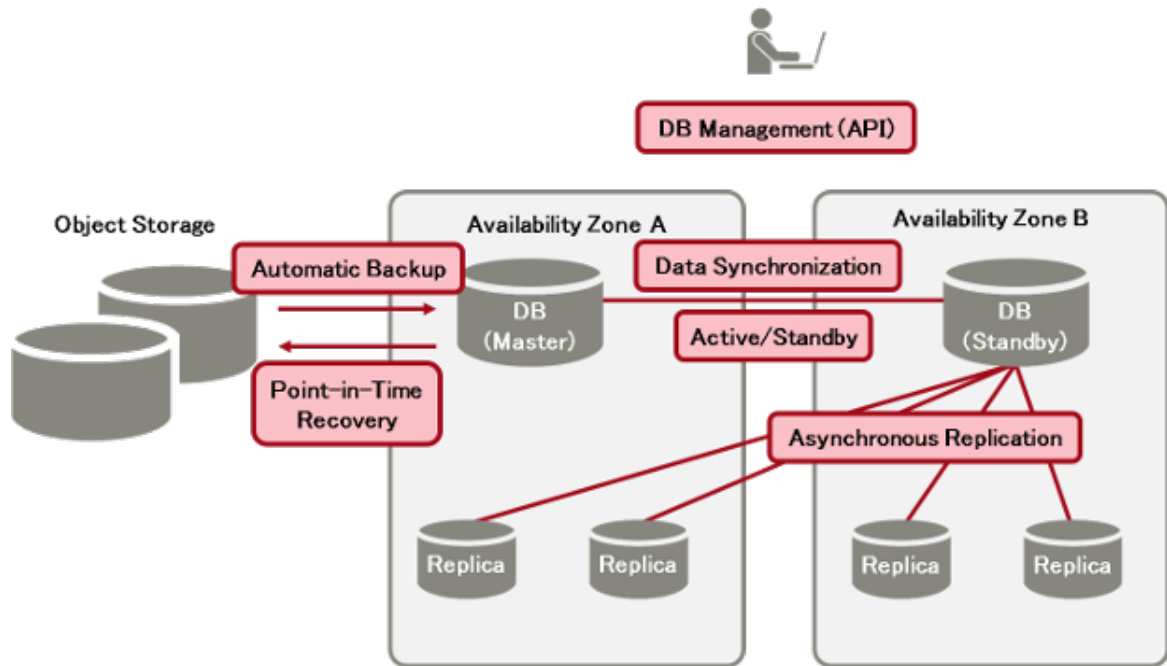 DB Management (API)
Object Storage
Availability Zone A
Availability Zone B
Automatic Backup
Data Synchronization
DB
(Master)
DB
(Standby)
Active/Standby
Point-in-Time
Recovery
Asynchronous Replication
Replica
Replica
Replica
Replica